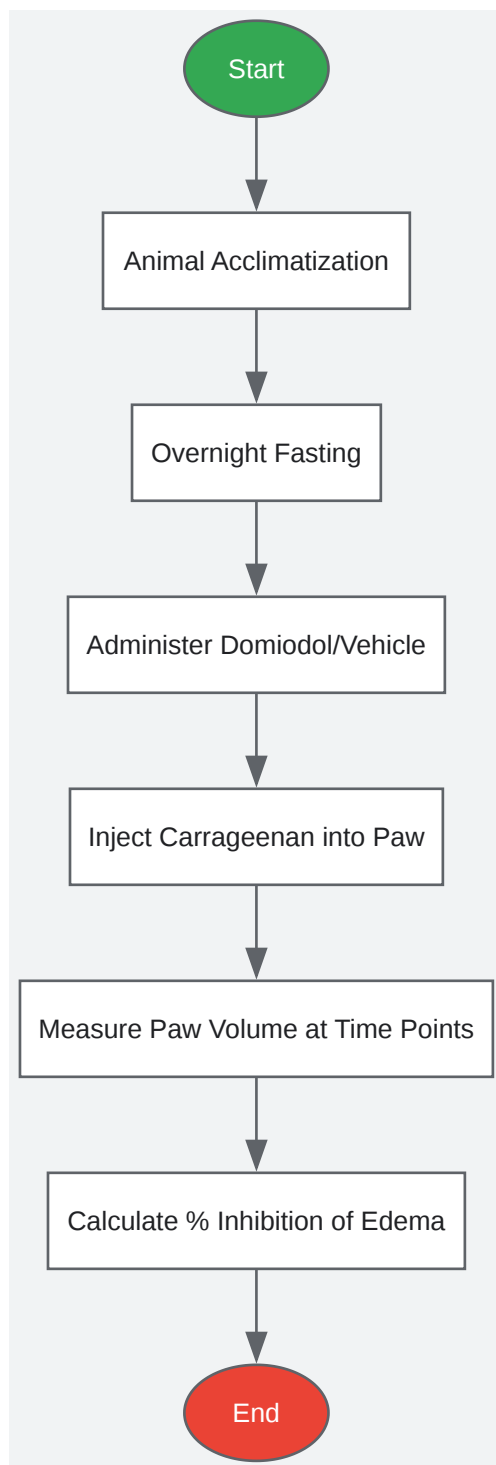 Start
Animal Acclimatization
Overnight Fasting
Administer Domiodol/Vehicle
Inject Carrageenan into Paw
Measure Paw Volume at Time Points
Calculate % Inhibition of Edema
End